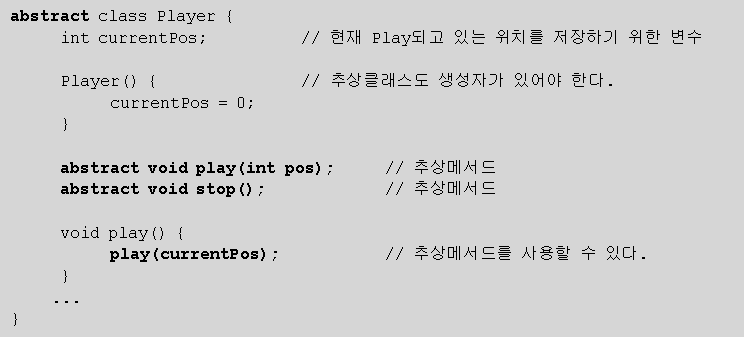 abstract class Player {
int currentPos; // 현재 Play되고 있는 위치를 저장하기 위한 변수
Player() { // 추상클래스도 생성자가 있어야 한다.
currentPos = 0;
}
abstract void play(int pos); // 추상메서드
abstract void stop(); // 추상메서드
void play() {
play(currentPos); // 추상메서드를 사용할 수 있다.
}
...
}